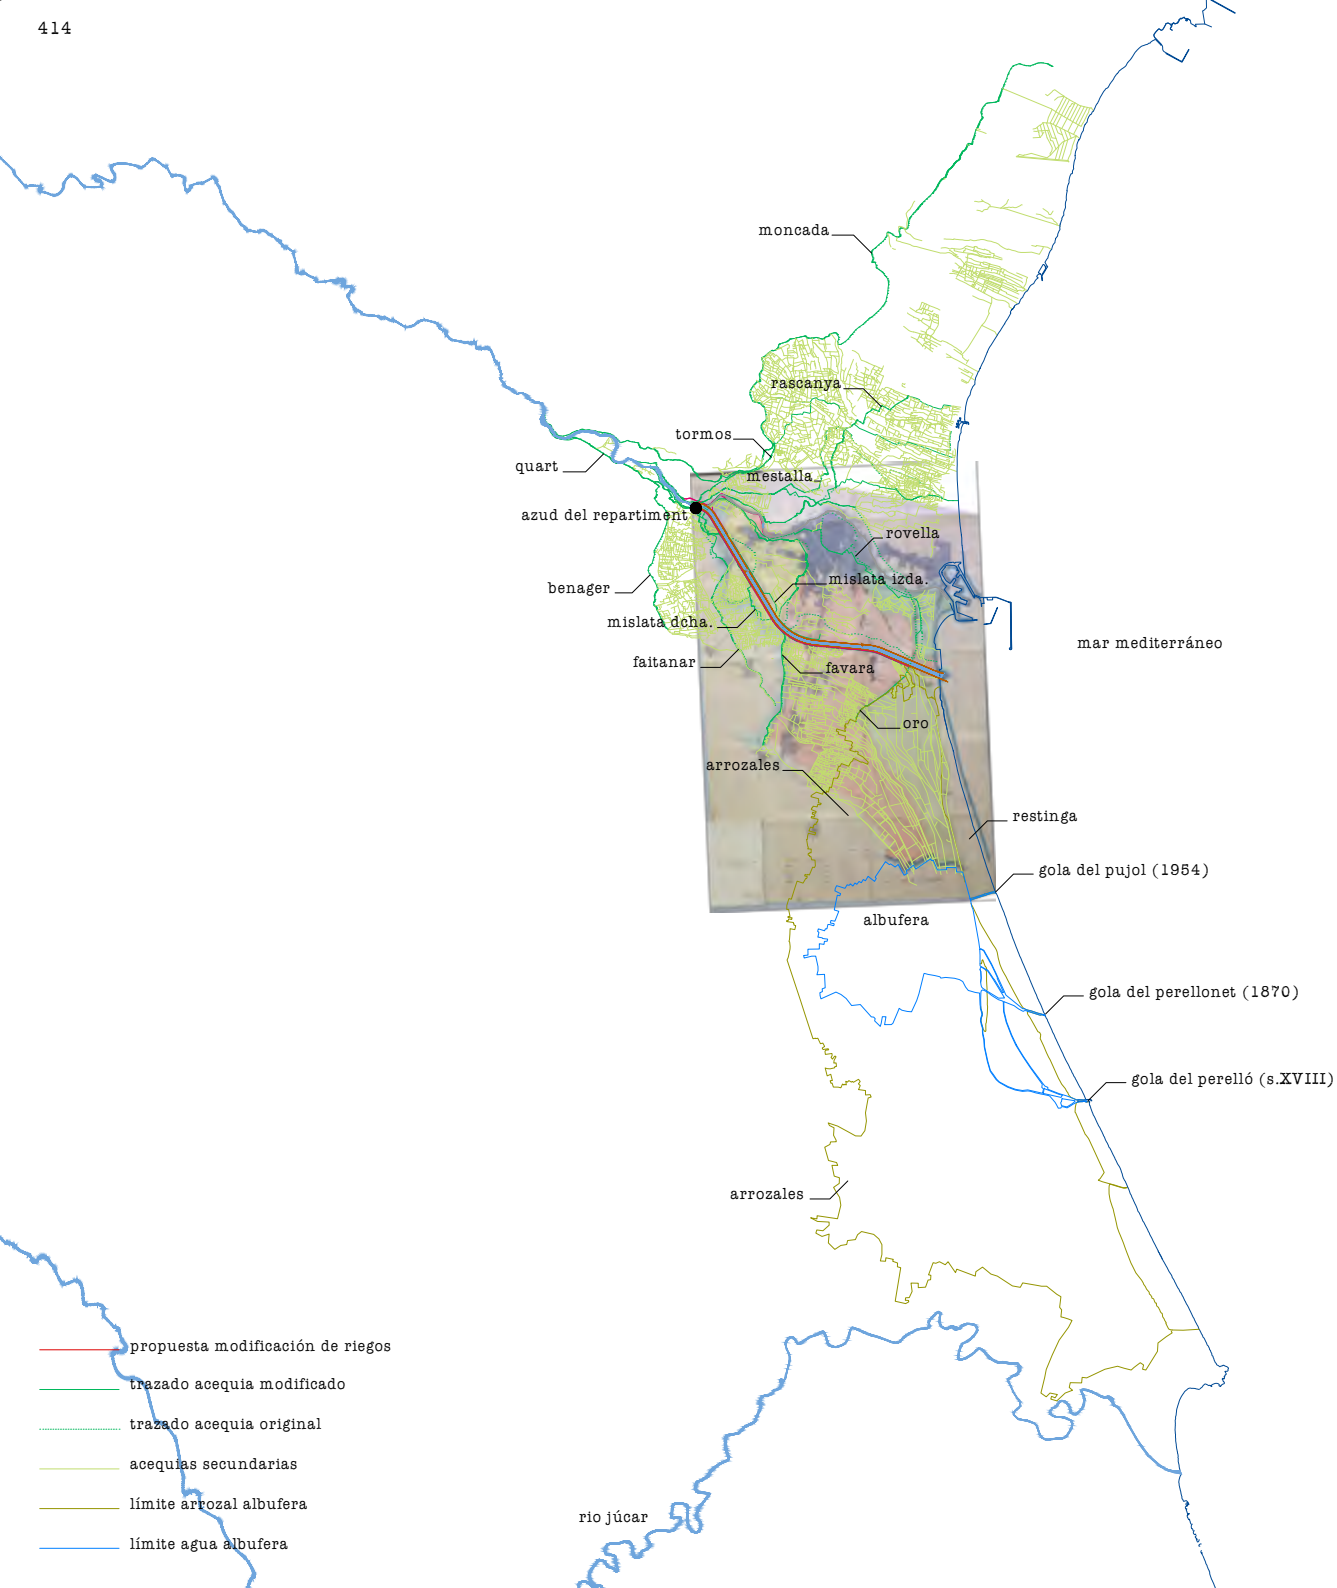 414
moncada
rascanya
tormos
quart
mestalla
azud del repartiment
rovella
benager
mislata izda.
mislata dcha.
mar mediterráneo
faitanar
favara
oro
arrozales
restinga
gola del pujol (1954)
albufera
gola del perellonet (1870)
gola del perelló (s.XVIII)
arrozales
propuesta modificación de riegos
trazado acequia modificado
trazado acequia original
acequias secundarias
límite arrozal albufera
rio júcar
límite agua albufera